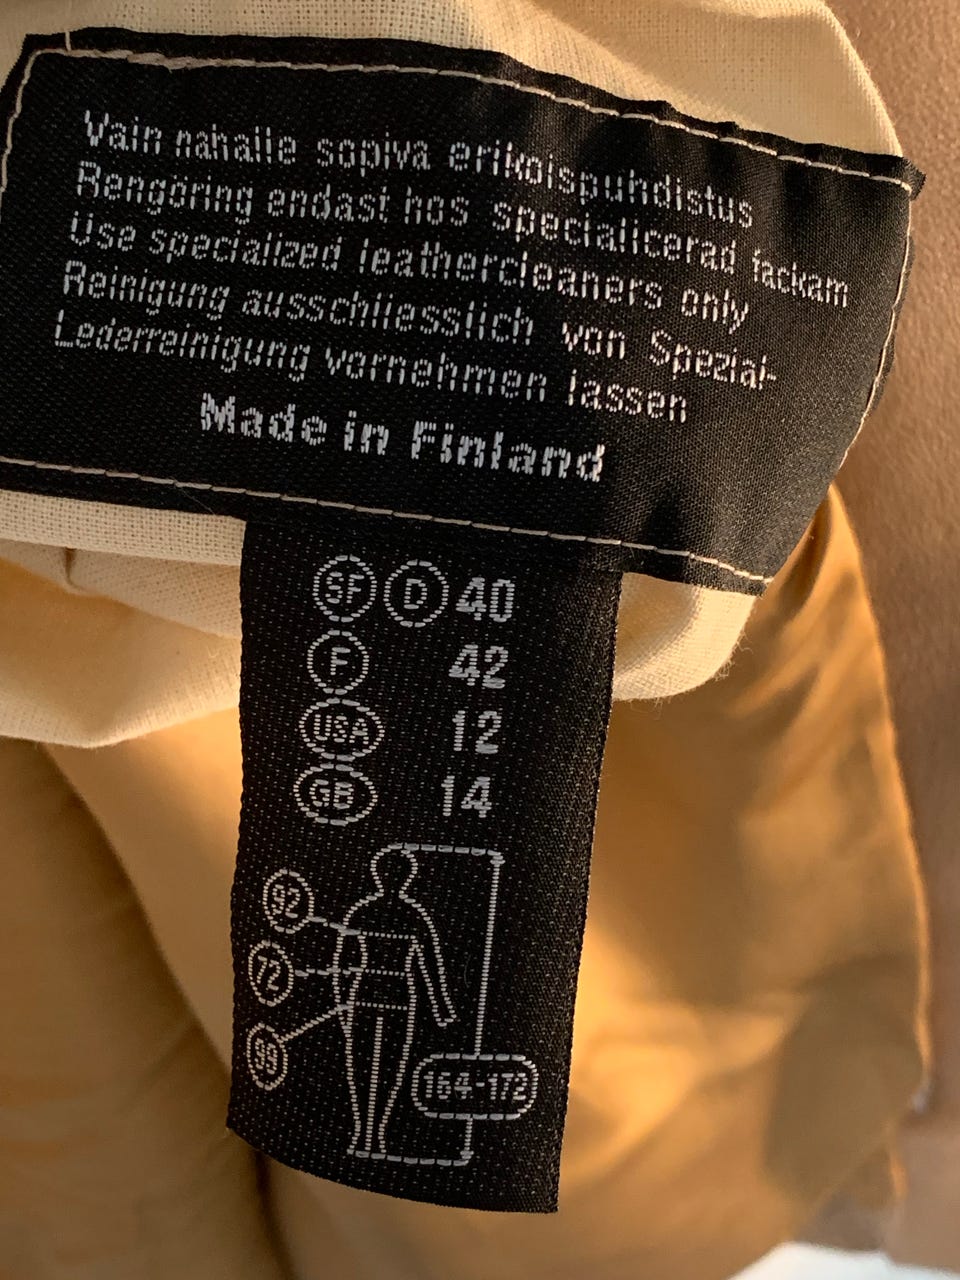 Vain nahalle sopiva erikoispuhdistus
Rengöring endast hos specialicerad fackam
Use specialized leathercleaners only
Reinigung ausschliesslich von Spezial-
Lederreinigung vornehmen lassen
Made in Finland
SF D 40
F 42
USA 12
GB 14
92
72
99
164-172